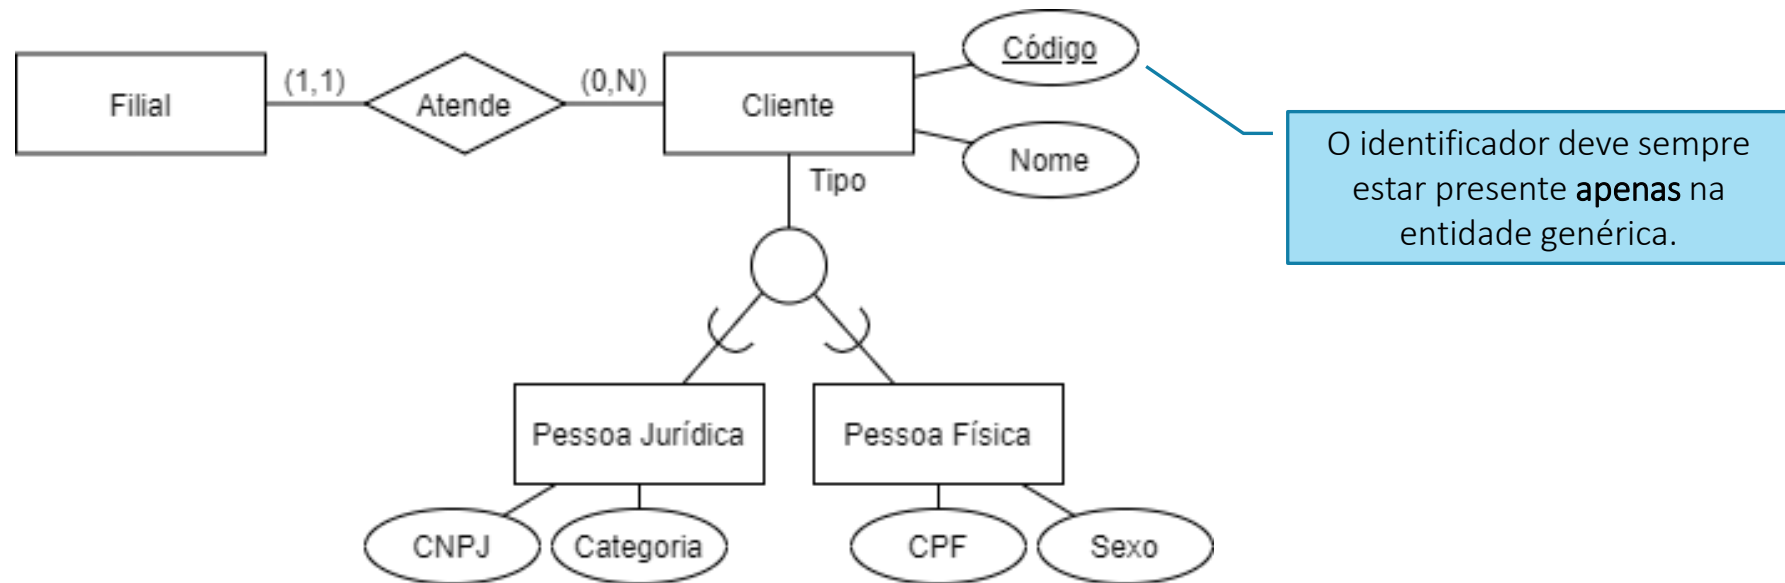 Código
(1,1)
(0,N)
Filial
Atende
Cliente
Nome
Tipo
O identificador deve sempre
estar presente apenas na
entidade genérica.
Pessoa Jurídica
Pessoa Física
CNPJ
Categoria
CPF
Sexo